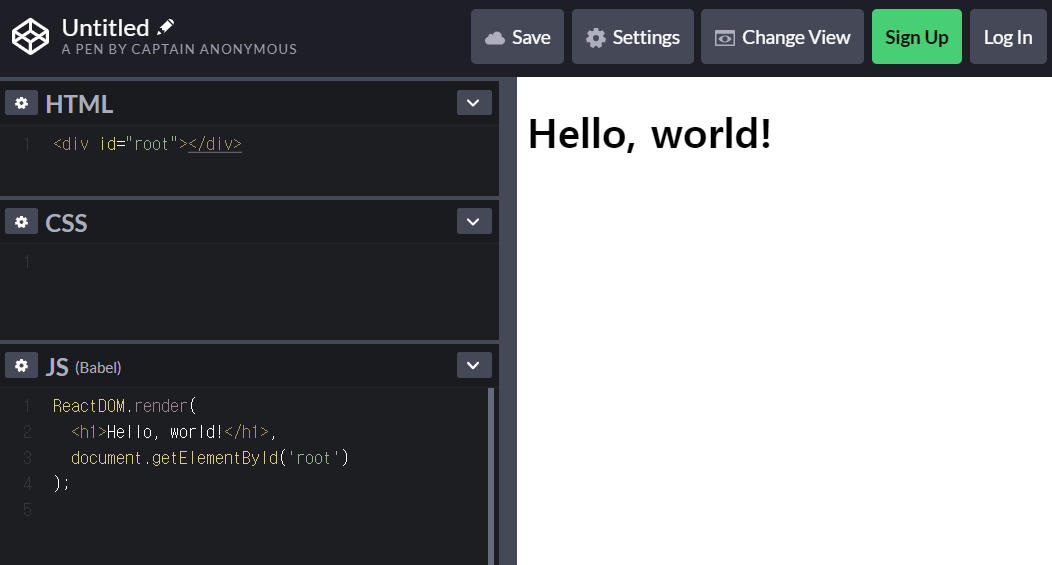 Untitled
A PEN BY CAPTAIN ANONYMOUS
Save
Settings
Change View
Sign Up
Log In
HTML
1 <div id="root"></div>
CSS
1
JS (Babel)
1 ReactDOM.render(
2   <h1>Hello, world!</h1>,
3   document.getElementById('root')
4 );
5
Hello, world!